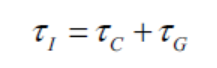 τ_I = τ_C + τ_G